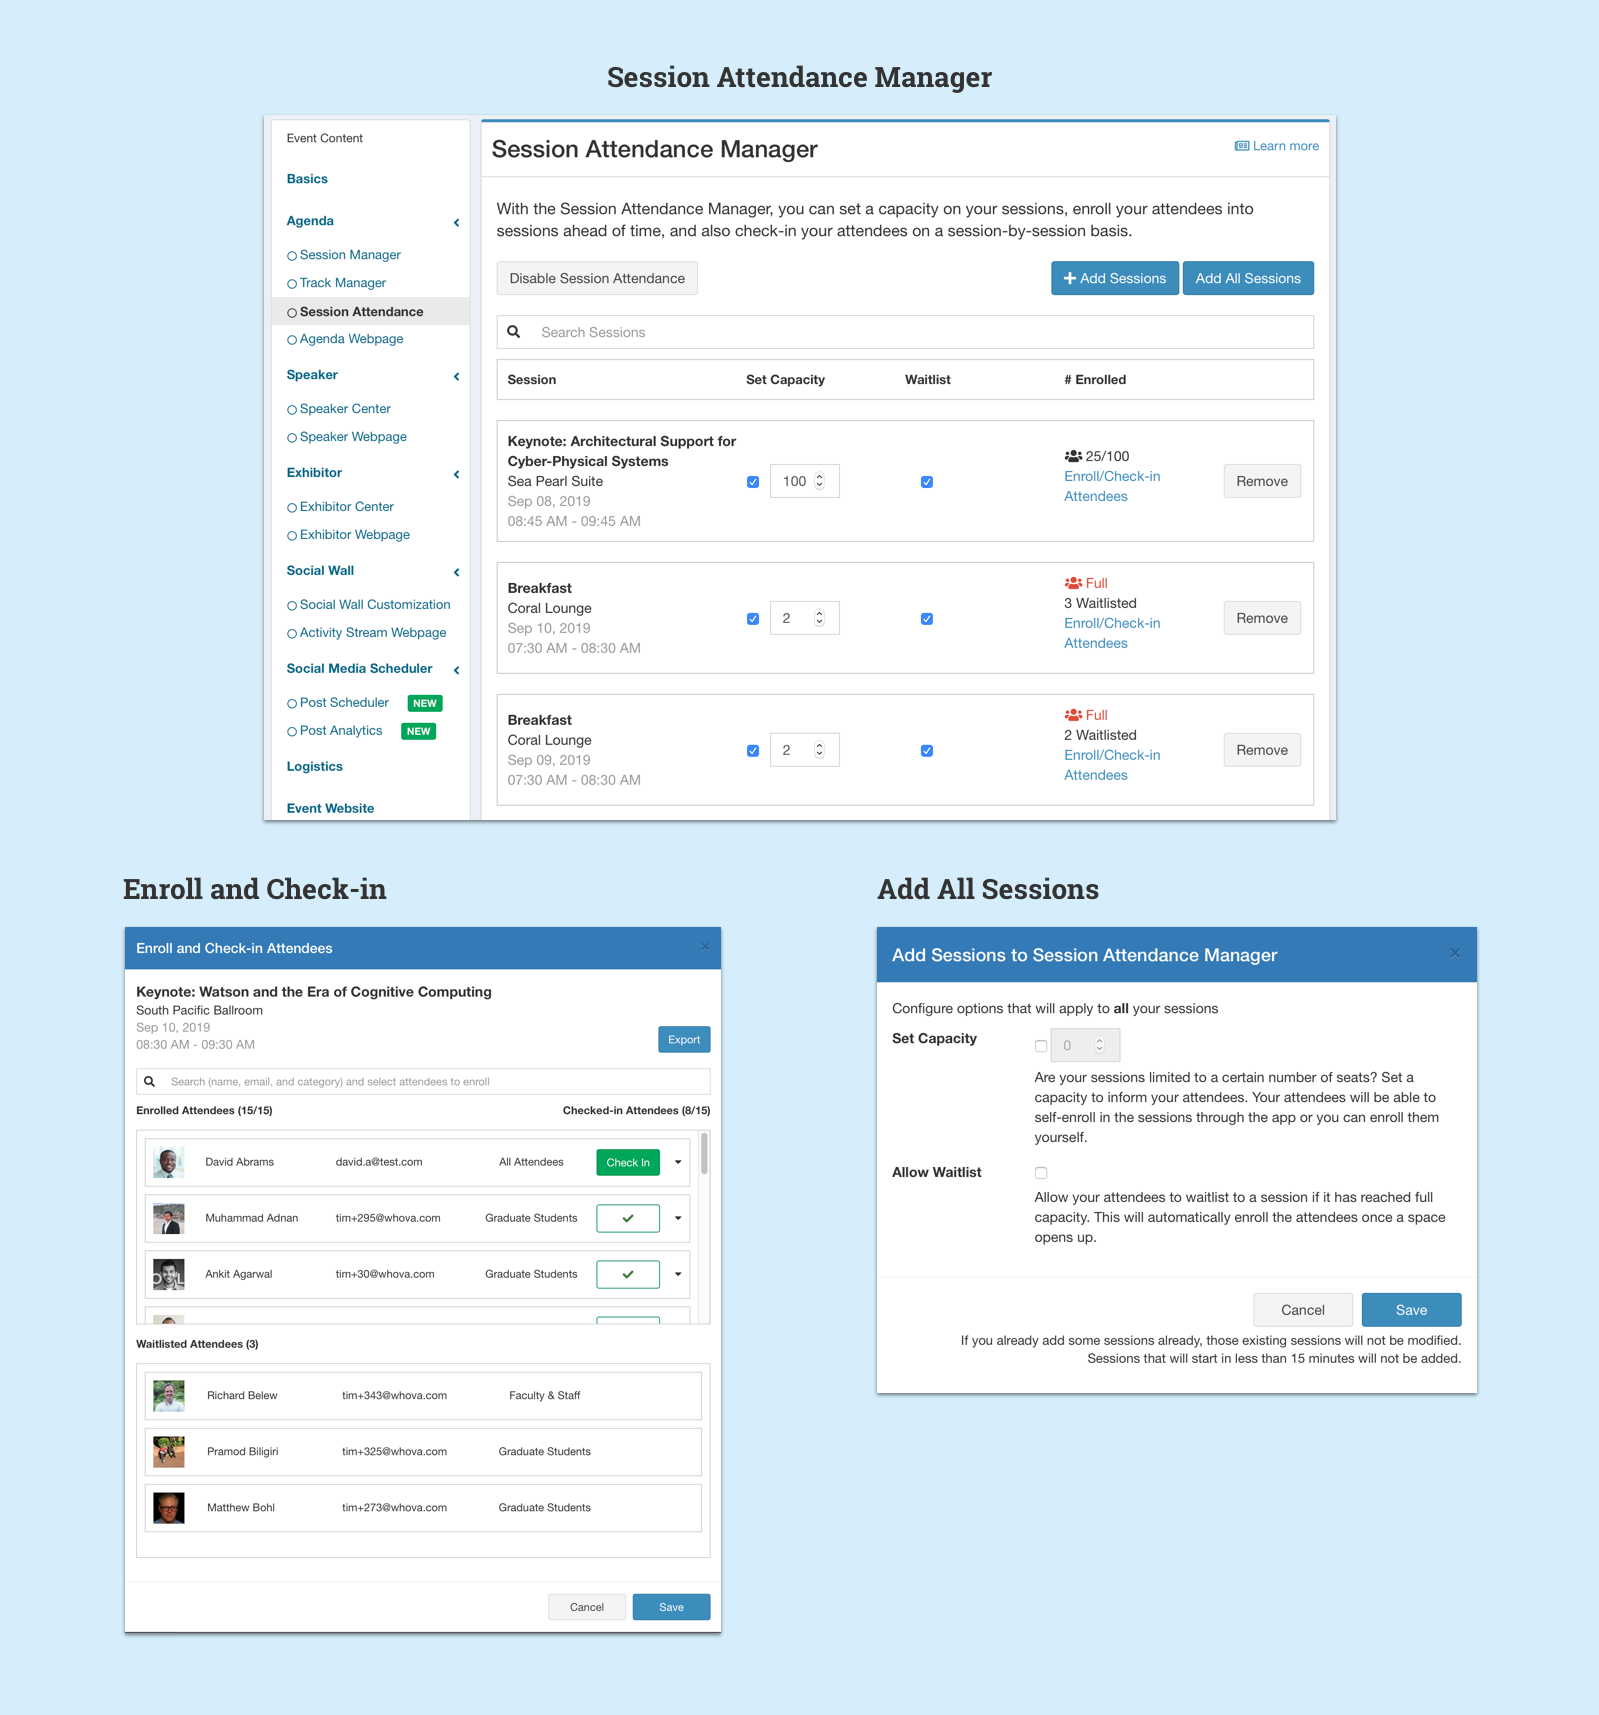 Session Attendance Manager
Event Content
Basics
Agenda
Session Manager
Track Manager
Session Attendance
Agenda Webpage
Speaker
Speaker Center
Speaker Webpage
Exhibitor
Exhibitor Center
Exhibitor Webpage
Social Wall
Social Wall Customization
Activity Stream Webpage
Social Media Scheduler
Post Scheduler NEW
Post Analytics NEW
Logistics
Event Website
Session Attendance Manager
Learn more
With the Session Attendance Manager, you can set a capacity on your sessions, enroll your attendees into
sessions ahead of time, and also check-in your attendees on a session-by-session basis.
Disable Session Attendance
Add Sessions
Add All Sessions
Search Sessions
Session Set Capacity Waitlist # Enrolled
Keynote: Architectural Support for
Cyber-Physical Systems
Sea Pearl Suite
Sep 08, 2019
08:45 AM - 09:45 AM
100
25/100
Enroll/Check-in
Attendees
Remove
Breakfast
Coral Lounge
Sep 10, 2019
07:30 AM - 08:30 AM
2
Full
3 Waitlisted
Enroll/Check-in
Attendees
Remove
Breakfast
Coral Lounge
Sep 09, 2019
07:30 AM - 08:30 AM
2
Full
2 Waitlisted
Enroll/Check-in
Attendees
Remove
Enroll and Check-in
Enroll and Check-in Attendees
Keynote: Watson and the Era of Cognitive Computing
South Pacific Ballroom
Sep 10, 2019
08:30 AM - 09:30 AM
Export
Search (name, email, and category) and select attendees to enroll
Enrolled Attendees (15/15) Checked-in Attendees (8/15)
David Abrams david.a@test.com All Attendees Check In
Muhammad Adnan tim+295@whova.com Graduate Students
Ankit Agarwal tim+30@whova.com Graduate Students
Waitlisted Attendees (3)
Richard Belew tim+343@whova.com Faculty & Staff
Pramod Biligiri tim+325@whova.com Graduate Students
Matthew Bohl tim+273@whova.com Graduate Students
Cancel Save
Add All Sessions
Add Sessions to Session Attendance Manager
Configure options that will apply to all your sessions
Set Capacity
0
Are your sessions limited to a certain number of seats? Set a
capacity to inform your attendees. Your attendees will be able to
self-enroll in the sessions through the app or you can enroll them
yourself.
Allow Waitlist
Allow your attendees to waitlist to a session if it has reached full
capacity. This will automatically enroll the attendees once a space
opens up.
Cancel Save
If you already add some sessions already, those existing sessions will not be modified.
Sessions that will start in less than 15 minutes will not be added.